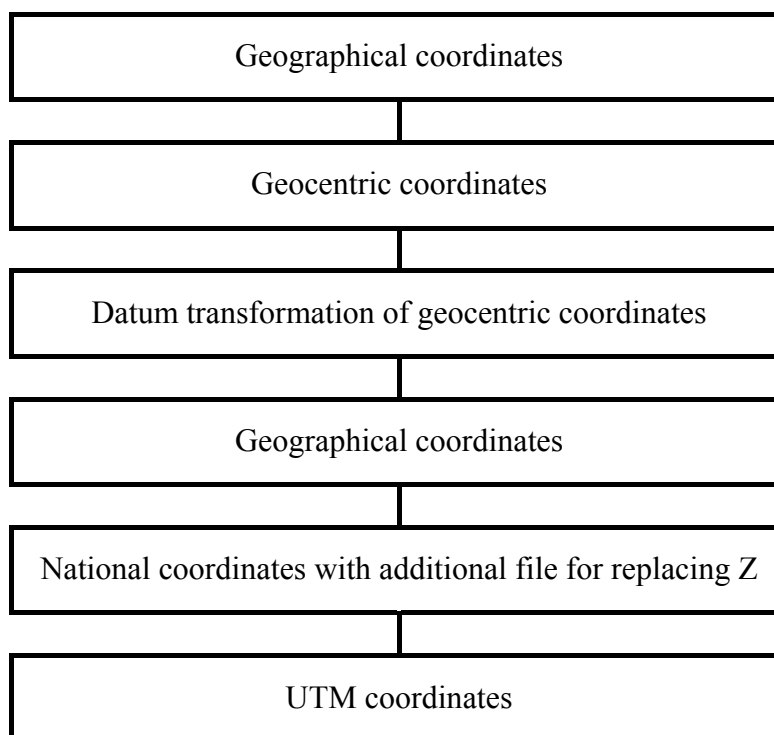 Geographical coordinates
Geocentric coordinates
Datum transformation of geocentric coordinates
Geographical coordinates
National coordinates with additional file for replacing Z
UTM coordinates